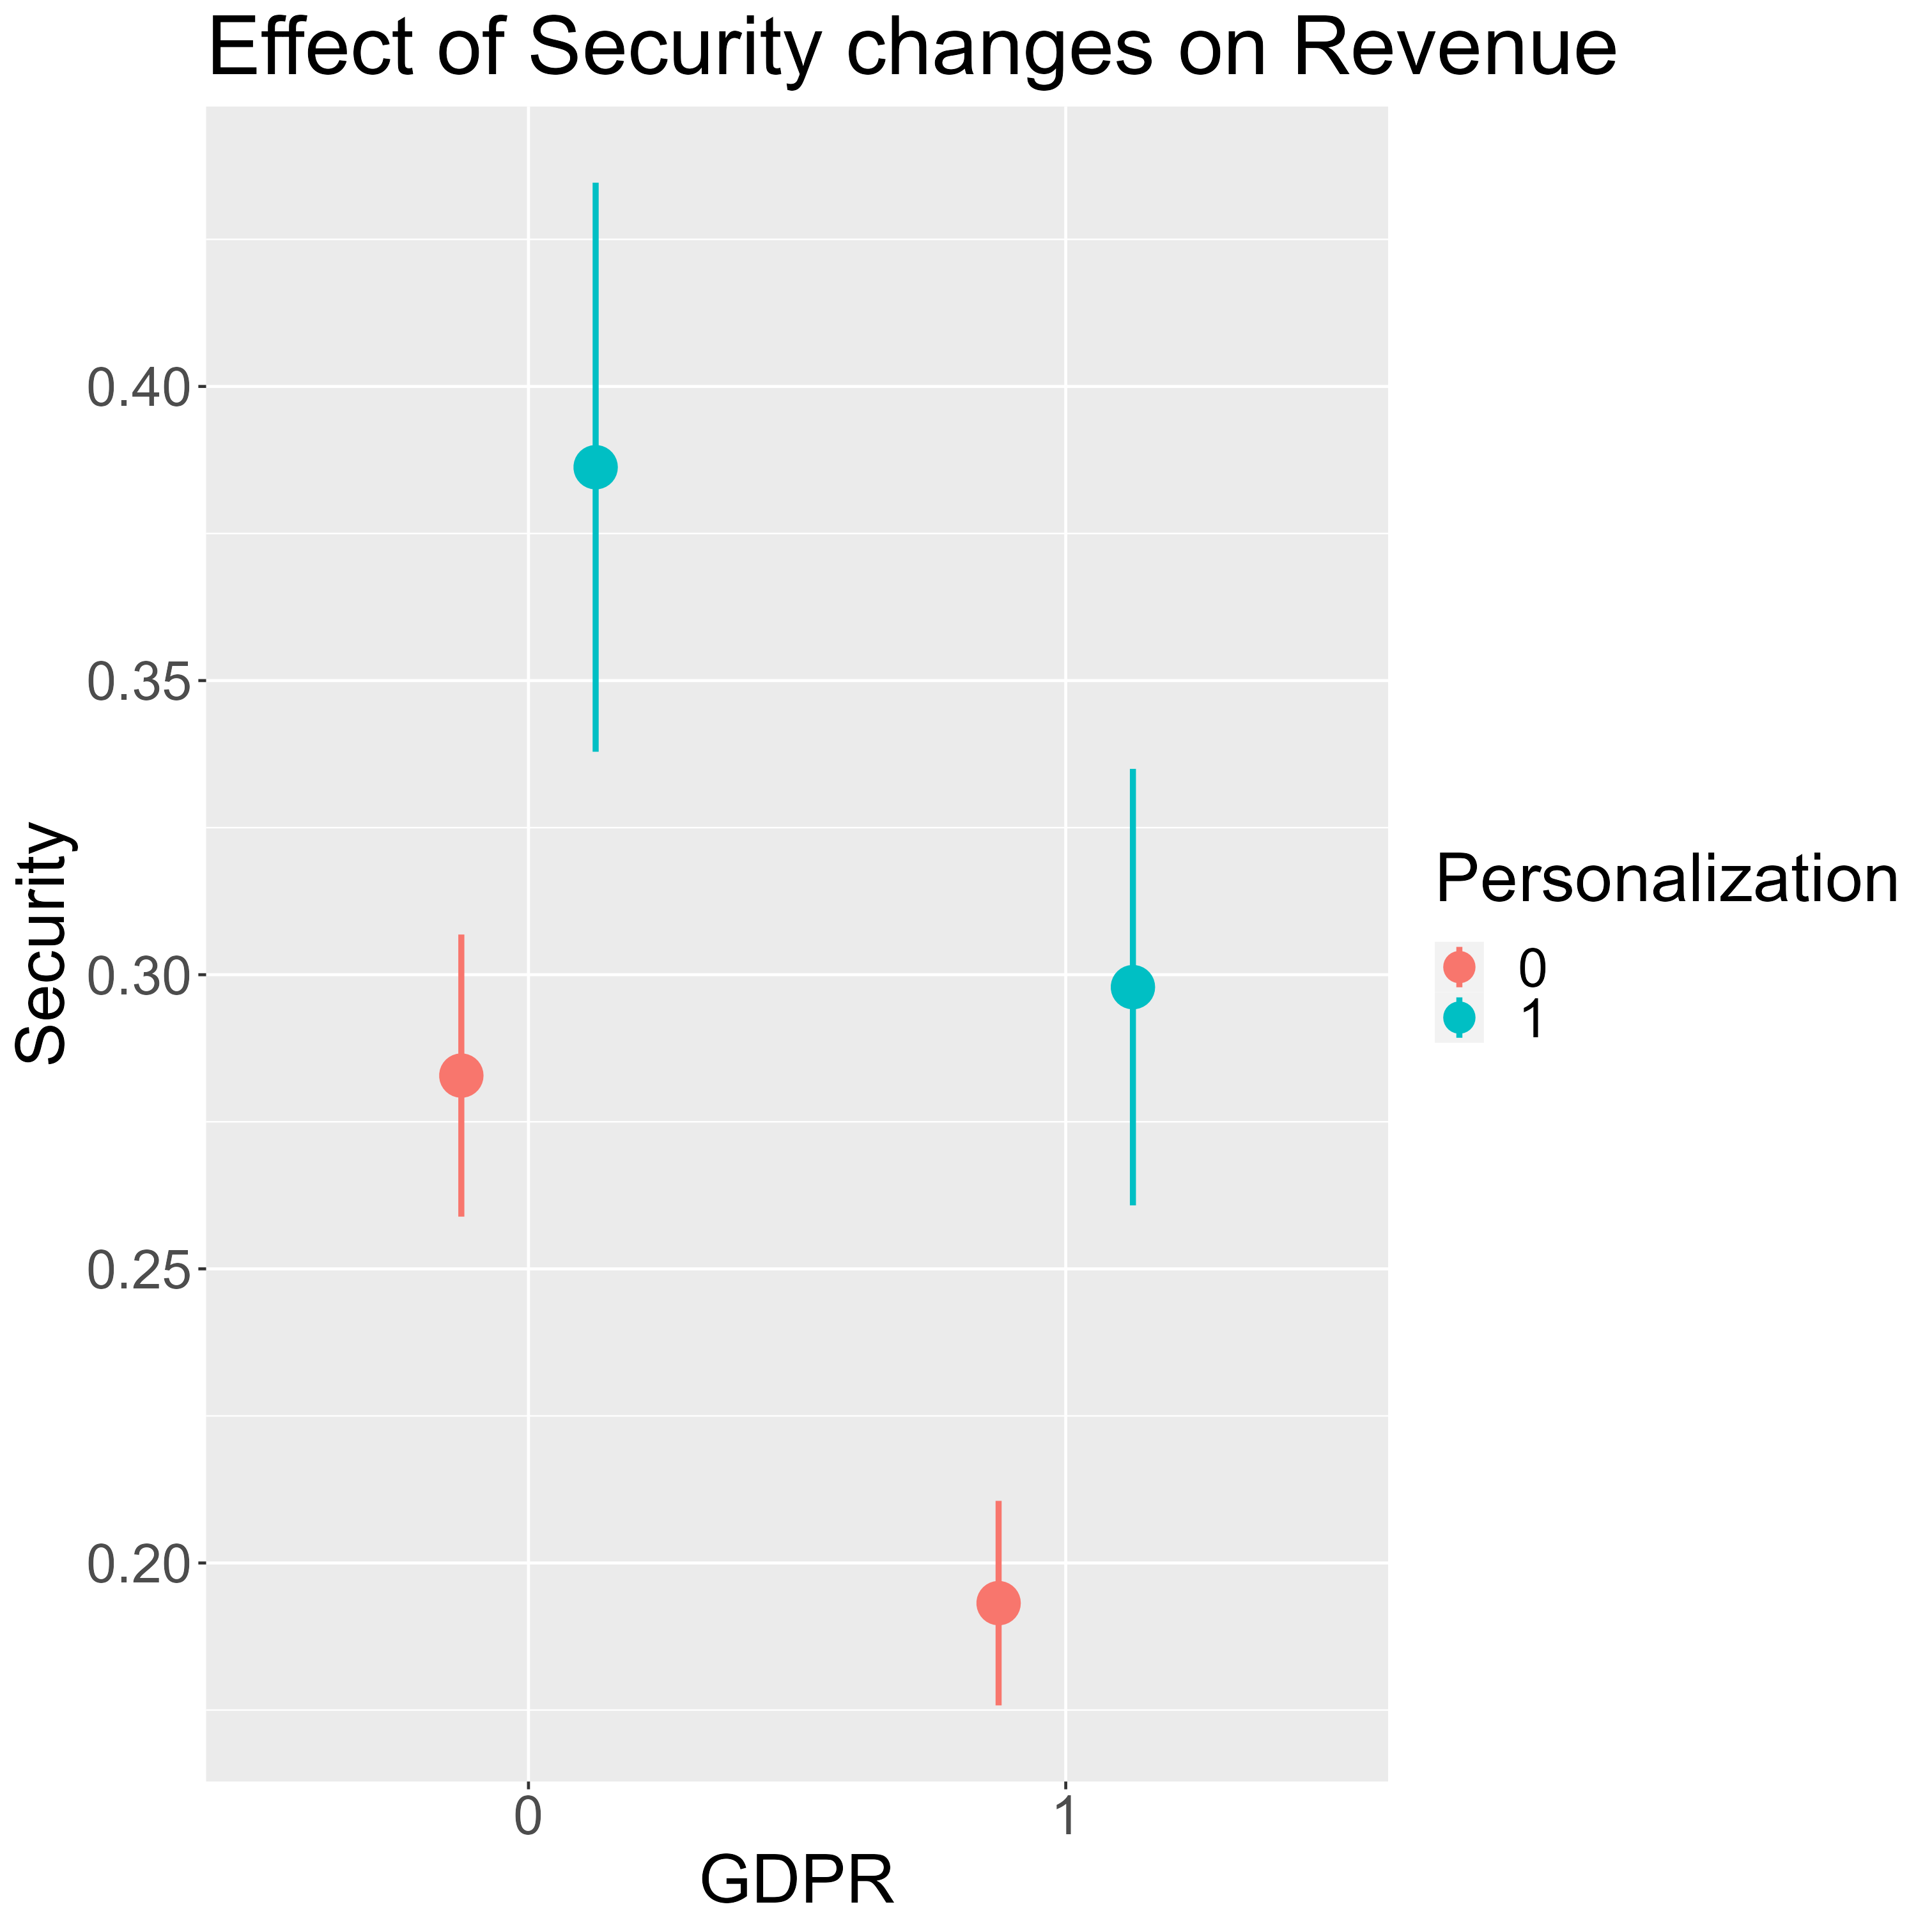 Effect of Security changes on Revenue
Security
0.40
0.35
0.30
0.25
0.20
0
1
GDPR
Personalization
0
1